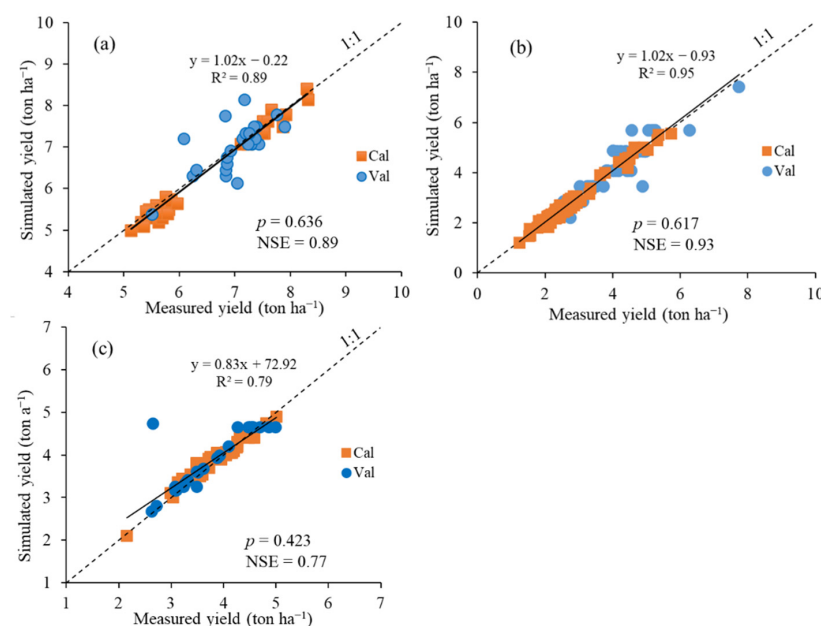 (a)
y = 1.02x − 0.22
R² = 0.89
1:1
Simulated yield (ton ha⁻¹)
10
9
8
7
6
5
4
Cal
Val
p = 0.636
NSE = 0.89
4 5 6 7 8 9 10
Measured yield (ton ha⁻¹)
(b)
y = 1.02x − 0.93
R² = 0.95
1:1
Simulated yield (ton ha⁻¹)
10
8
6
4
2
0
Cal
Val
p = 0.617
NSE = 0.93
0 2 4 6 8 10
Measured yield (ton ha⁻¹)
(c)
y = 0.83x + 72.92
R² = 0.79
1:1
Simulated yield (ton a⁻¹)
7
6
5
4
3
2
1
Cal
Val
p = 0.423
NSE = 0.77
1 2 3 4 5 6 7
Measured yield (ton ha⁻¹)